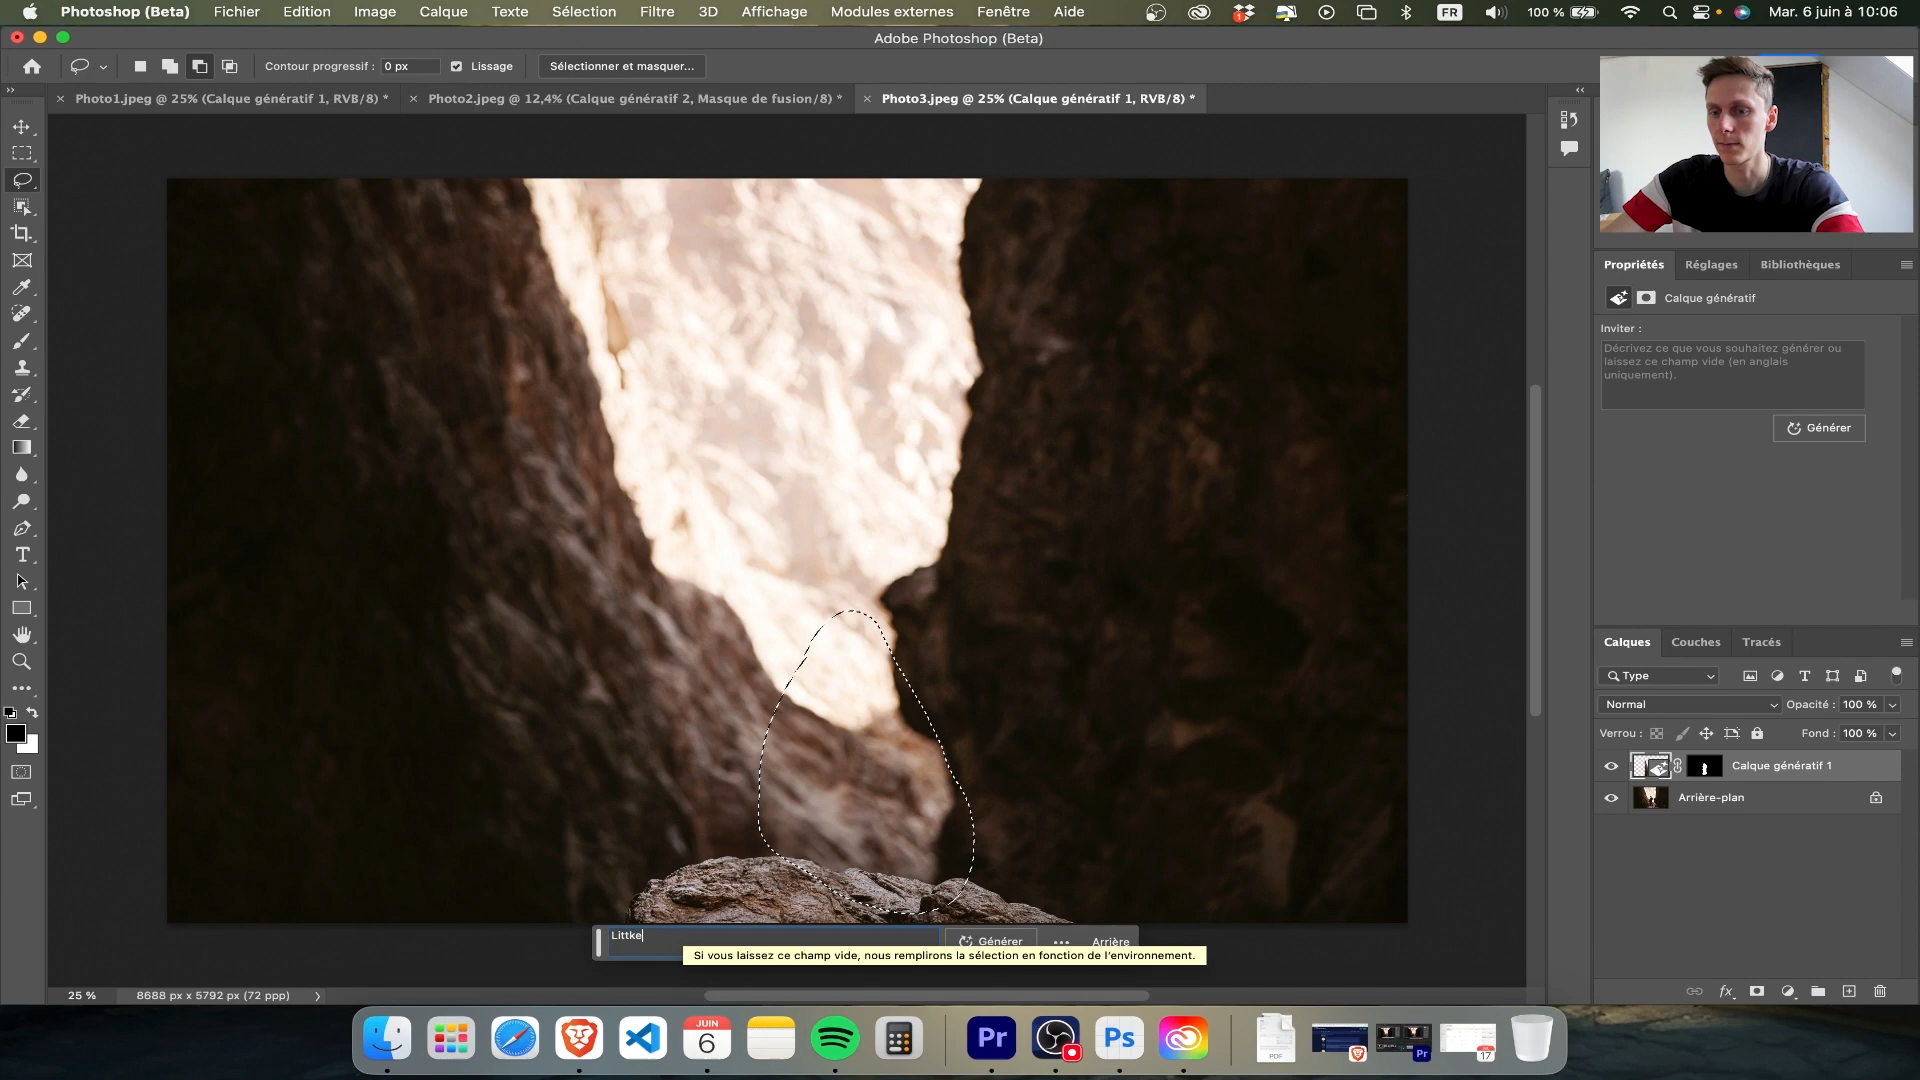 Photoshop (Beta) Fichier Edition Image Calque Texte Sélection Filtre 3D Affichage Modules externes Fenêtre Aide 1 FR 100 % Mar. 6 juin à 10:06
Adobe Photoshop (Beta)
Contour progressif : 0 px Lissage Sélectionner et masquer...
Photo1.jpeg @ 25% (Calque génératif 1, RVB/8) * Photo2.jpeg @ 12,4% (Calque génératif 2, Masque de fusion/8) * Photo3.jpeg @ 25% (Calque génératif 1, RVB/8) *
Propriétés Réglages Bibliothèques
Calque génératif
Inviter :
Décrivez ce que vous souhaitez générer ou
laissez ce champ vide (en anglais
uniquement).
Générer
Calques Couches Tracés
Type
Normal Opacité : 100 %
Verrou : Fond : 100 %
Calque génératif 1
Arrière-plan
Littke
Générer Arrière
Si vous laissez ce champ vide, nous remplirons la sélection en fonction de l'environnement.
25 % 8688 px x 5792 px (72 ppp)
fx
JUIN
6
Pr Ps
PDF
Pr
17